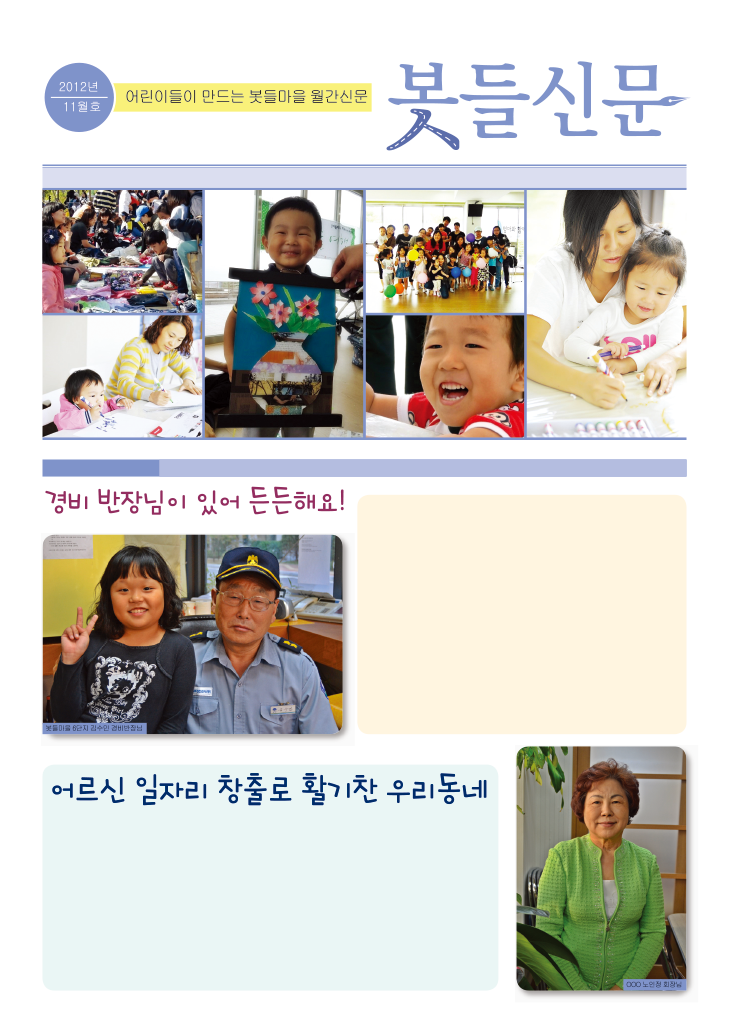 2012년
11월호
어린이들이 만드는 봇들마을 월간신문
봇들신문
경비 반장님이 있어 든든해요!
봇들마을 6단지 김수민 경비반장님
어르신 일자리 창출로 활기찬 우리동네
OOO 노인정 회장님